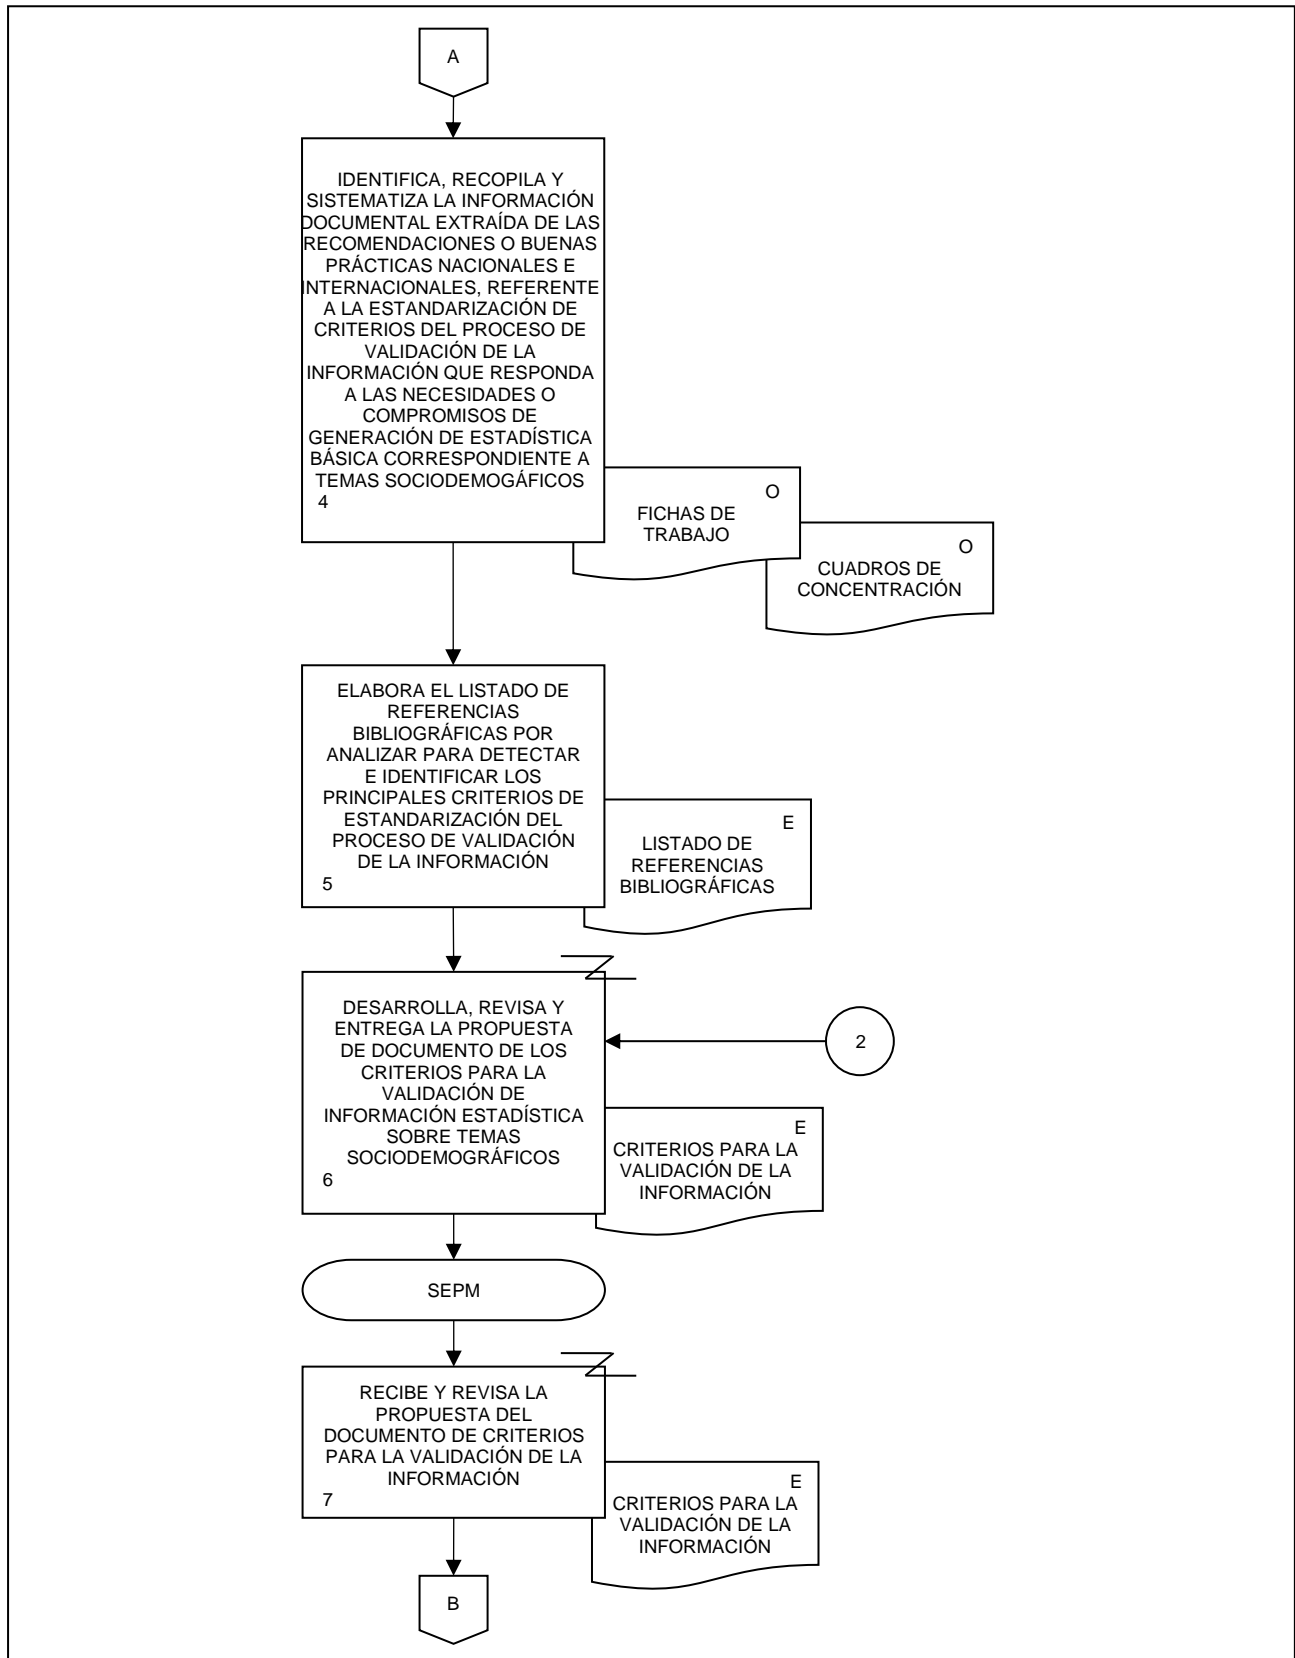 A
IDENTIFICA, RECOPILA Y
SISTEMATIZA LA INFORMACIÓN
DOCUMENTAL EXTRAÍDA DE LAS
RECOMENDACIONES O BUENAS
PRÁCTICAS NACIONALES E
INTERNACIONALES, REFERENTE
A LA ESTANDARIZACIÓN DE
CRITERIOS DEL PROCESO DE
VALIDACIÓN DE LA
INFORMACIÓN QUE RESPONDA
A LAS NECESIDADES O
COMPROMISOS DE
GENERACIÓN DE ESTADÍSTICA
BÁSICA CORRESPONDIENTE A
TEMAS SOCIODEMOGÁFICOS
4
O
FICHAS DE
TRABAJO
O
CUADROS DE
CONCENTRACIÓN
ELABORA EL LISTADO DE
REFERENCIAS
BIBLIOGRÁFICAS POR
ANALIZAR PARA DETECTAR
E IDENTIFICAR LOS
PRINCIPALES CRITERIOS DE
ESTANDARIZACIÓN DEL
PROCESO DE VALIDACIÓN
DE LA INFORMACIÓN
5
E
LISTADO DE
REFERENCIAS
BIBLIOGRÁFICAS
DESARROLLA, REVISA Y
ENTREGA LA PROPUESTA
DE DOCUMENTO DE LOS
CRITERIOS PARA LA
VALIDACIÓN DE
INFORMACIÓN ESTADÍSTICA
SOBRE TEMAS
SOCIODEMOGRÁFICOS
6
2
E
CRITERIOS PARA LA
VALIDACIÓN DE LA
INFORMACIÓN
SEPM
RECIBE Y REVISA LA
PROPUESTA DEL
DOCUMENTO DE CRITERIOS
PARA LA VALIDACIÓN DE LA
INFORMACIÓN
7
E
CRITERIOS PARA LA
VALIDACIÓN DE LA
INFORMACIÓN
B